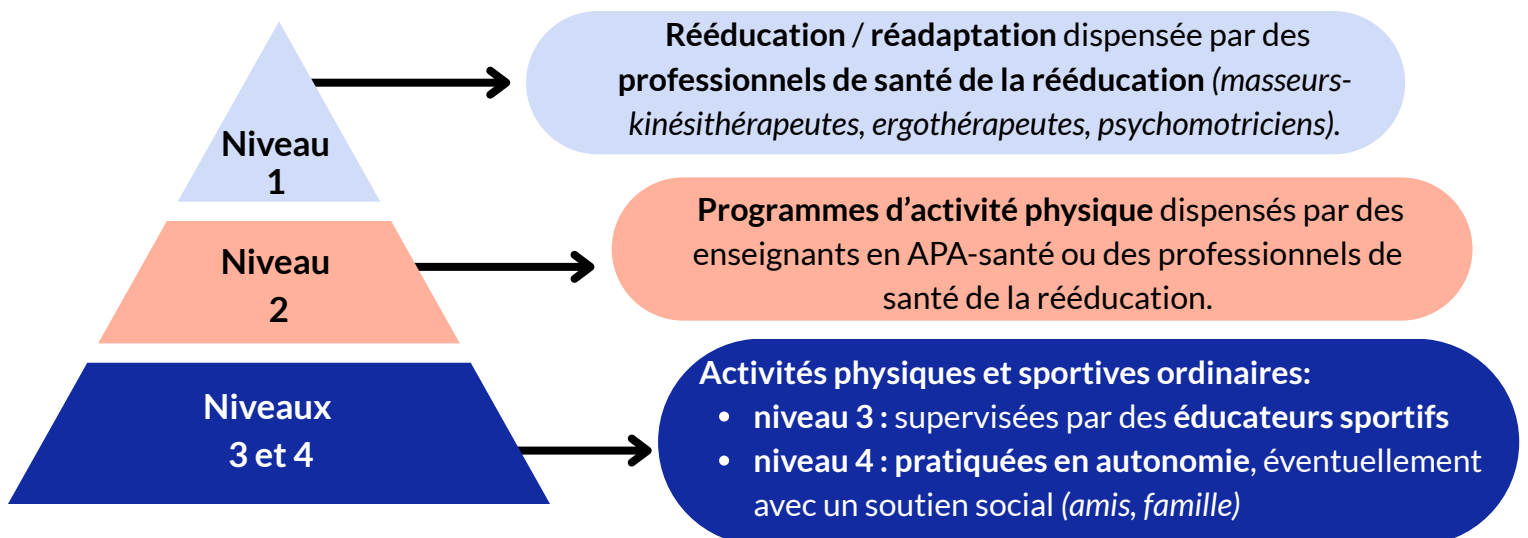 Niveau
1
Rééducation / réadaptation dispensée par des
professionnels de santé de la rééducation (masseurs-
kinésithérapeutes, ergothérapeutes, psychomotriciens).
Niveau
2
Programmes d’activité physique dispensés par des
enseignants en APA-santé ou des professionnels de
santé de la rééducation.
Niveaux
3 et 4
Activités physiques et sportives ordinaires:
• niveau 3 : supervisées par des éducateurs sportifs
• niveau 4 : pratiquées en autonomie, éventuellement
avec un soutien social (amis, famille)